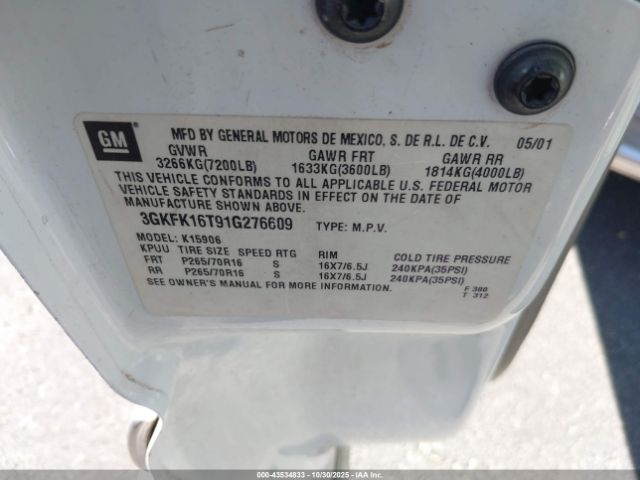 GM
MFD BY GENERAL MOTORS DE MEXICO, S. DE R.L. DE C.V. 05/01
GVWR GAWR FRT GAWR RR
3266KG(7200LB) 1633KG(3600LB) 1814KG(4000LB)
THIS VEHICLE CONFORMS TO ALL APPLICABLE U.S. FEDERAL MOTOR
VEHICLE SAFETY STANDARDS IN EFFECT ON THE DATE OF
MANUFACTURE SHOWN ABOVE.
3GKFK16T91G276609 TYPE: M.P.V.
MODEL: K15906
KPUU TIRE SIZE SPEED RTG RIM COLD TIRE PRESSURE
FRT P265/70R16 S 16X7/6.5J 240KPA(35PSI)
RR P265/70R16 S 16X7/6.5J 240KPA(35PSI)
SEE OWNER'S MANUAL FOR MORE INFORMATION. F 300
T 312
000-43534833 - 10/30/2025 - IAAI.COM